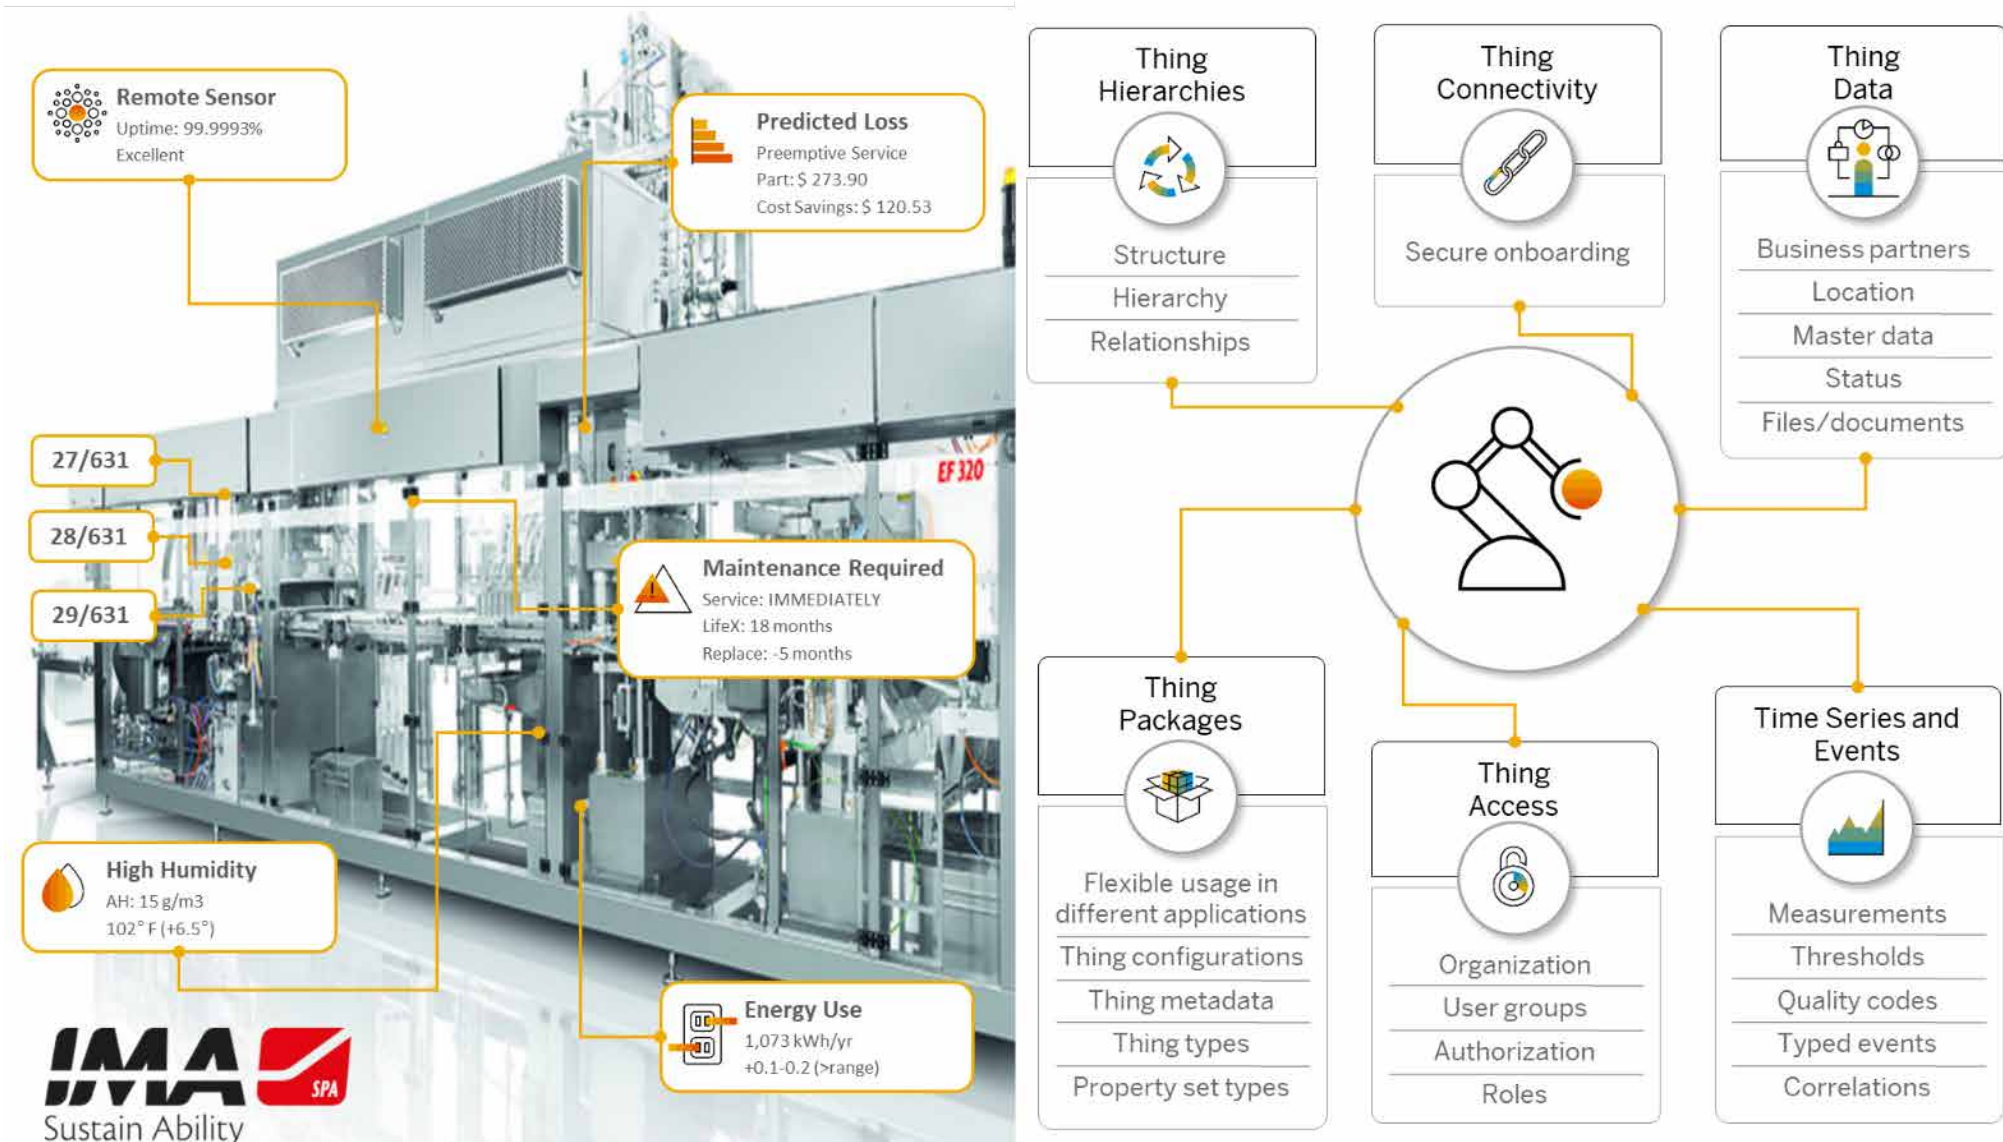 Remote Sensor
Uptime: 99.9993%
Excellent
Predicted Loss
Preemptive Service
Part: $ 273.90
Cost Savings: $ 120.53
27/631
28/631
29/631
EF 320
Maintenance Required
Service: IMMEDIATELY
LifeX: 18 months
Replace: -5 months
High Humidity
AH: 15 g/m3
102° F (+6.5°)
Energy Use
1,073 kWh/yr
+0.1-0.2 (>range)
IMA
SPA
Sustain Ability
Thing
Hierarchies
Structure
Hierarchy
Relationships
Thing
Connectivity
Secure onboarding
Thing
Data
Business partners
Location
Master data
Status
Files/documents
Thing
Packages
Flexible usage in
different applications
Thing configurations
Thing metadata
Thing types
Property set types
Thing
Access
Organization
User groups
Authorization
Roles
Time Series and
Events
Measurements
Thresholds
Quality codes
Typed events
Correlations